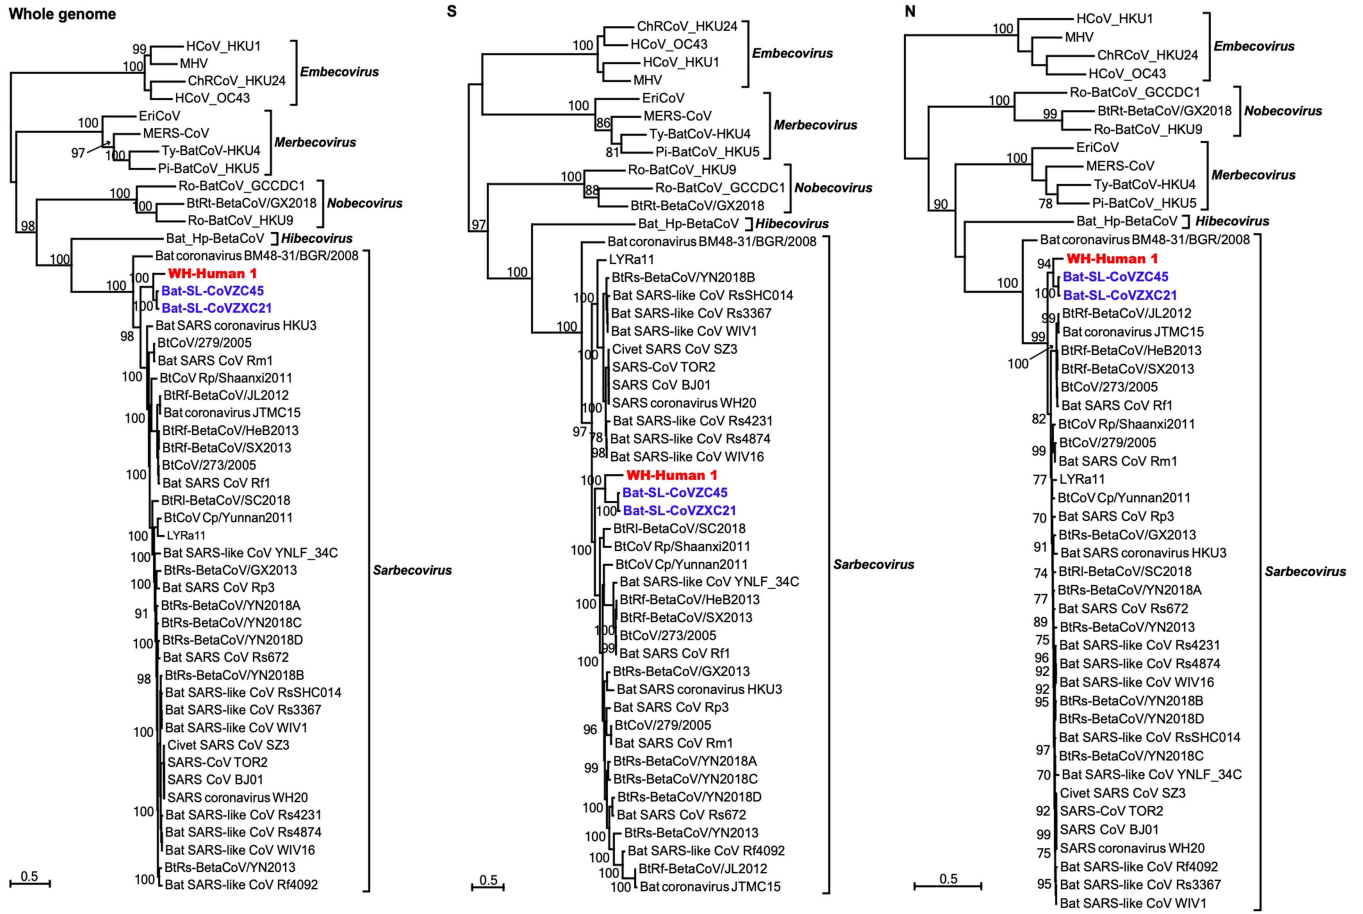 Whole genome
99
HCoV_HKU1
MHV
100
ChRCoV_HKU24
HCoV_OC43
Embecovirus
EriCoV
100
MERS-CoV
97
Ty-BatCoV-HKU4
100
Pi-BatCoV_HKU5
Merbecovirus
Ro-BatCoV_GCCDC1
100
BtRt-BetaCoV/GX2018
100
Ro-BatCoV_HKU9
Nobecovirus
98
Bat_Hp-BetaCoV
Hibecovirus
100
Bat coronavirus BM48-31/BGR/2008
100
WH-Human 1
100
Bat-SL-CoVZC45
100
Bat-SL-CoVZXC21
Bat SARS coronavirus HKU3
98
BtCoV/279/2005
Bat SARS CoV Rm1
100
BtCoV Rp/Shaanxi2011
BtRf-BetaCoV/JL2012
100
Bat coronavirus JTMC15
BtRf-BetaCoV/HeB2013
BtRf-BetaCoV/SX2013
BtCoV/273/2005
100
Bat SARS CoV Rf1
BtRl-BetaCoV/SC2018
BtCoV Cp/Yunnan2011
100
LYRa11
100
Bat SARS-like CoV YNLF_34C
BtRs-BetaCoV/GX2013
100
Bat SARS CoV Rp3
BtRs-BetaCoV/YN2018A
91
BtRs-BetaCoV/YN2018C
100
BtRs-BetaCoV/YN2018D
Bat SARS CoV Rs672
98
BtRs-BetaCoV/YN2018B
Bat SARS-like CoV RsSHC014
Bat SARS-like CoV Rs3367
100
Bat SARS-like CoV WIV1
Civet SARS CoV SZ3
SARS-CoV TOR2
SARS CoV BJ01
SARS coronavirus WH20
100
Bat SARS-like CoV Rs4231
Bat SARS-like CoV Rs4874
Bat SARS-like CoV WIV16
BtRs-BetaCoV/YN2013
100
Bat SARS-like CoV Rf4092
Sarbecovirus
0.5
S
ChRCoV_HKU24
100
HCoV_OC43
HCoV_HKU1
MHV
Embecovirus
EriCoV
100
MERS-CoV
86
Ty-BatCoV-HKU4
81
Pi-BatCoV_HKU5
Merbecovirus
Ro-BatCoV_HKU9
100
Ro-BatCoV_GCCDC1
88
BtRt-BetaCoV/GX2018
Nobecovirus
97
Bat_Hp-BetaCoV
Hibecovirus
Bat coronavirus BM48-31/BGR/2008
100
LYRa11
BtRs-BetaCoV/YN2018B
100
Bat SARS-like CoV RsSHC014
Bat SARS-like CoV Rs3367
100
Bat SARS-like CoV WIV1
Civet SARS CoV SZ3
100
SARS-CoV TOR2
SARS CoV BJ01
100
SARS coronavirus WH20
Bat SARS-like CoV Rs4231
97
78
Bat SARS-like CoV Rs4874
98
Bat SARS-like CoV WIV16
100
WH-Human 1
Bat-SL-CoVZC45
100
Bat-SL-CoVZXC21
BtRl-BetaCoV/SC2018
100
BtCoV Rp/Shaanxi2011
BtCoV Cp/Yunnan2011
Bat SARS-like CoV YNLF_34C
100
BtRf-BetaCoV/HeB2013
BtRf-BetaCoV/SX2013
100
BtCoV/273/2005
99
Bat SARS CoV Rf1
100
BtRs-BetaCoV/GX2013
Bat SARS coronavirus HKU3
Bat SARS CoV Rp3
96
BtCoV/279/2005
Bat SARS CoV Rm1
99
BtRs-BetaCoV/YN2018A
BtRs-BetaCoV/YN2018C
BtRs-BetaCoV/YN2018D
100
Bat SARS CoV Rs672
100
BtRs-BetaCoV/YN2013
100
Bat SARS-like CoV Rf4092
100
BtRf-BetaCoV/JL2012
100
Bat coronavirus JTMC15
Sarbecovirus
0.5
N
HCoV_HKU1
100
MHV
ChRCoV_HKU24
HCoV_OC43
Embecovirus
Ro-BatCoV_GCCDC1
100
BtRt-BetaCoV/GX2018
99
Ro-BatCoV_HKU9
Nobecovirus
EriCoV
100
MERS-CoV
Ty-BatCoV-HKU4
78
Pi-BatCoV_HKU5
Merbecovirus
90
Bat_Hp-BetaCoV
Hibecovirus
Bat coronavirus BM48-31/BGR/2008
94
WH-Human 1
Bat-SL-CoVZC45
100
100
Bat-SL-CoVZXC21
99
BtRf-BetaCoV/JL2012
99
Bat coronavirus JTMC15
BtRf-BetaCoV/HeB2013
100
BtRf-BetaCoV/SX2013
BtCoV/273/2005
Bat SARS CoV Rf1
82
BtCoV Rp/Shaanxi2011
BtCoV/279/2005
99
Bat SARS CoV Rm1
77
LYRa11
BtCoV Cp/Yunnan2011
70
Bat SARS CoV Rp3
BtRs-BetaCoV/GX2013
91
Bat SARS coronavirus HKU3
74
BtRl-BetaCoV/SC2018
77
BtRs-BetaCoV/YN2018A
Bat SARS CoV Rs672
89
BtRs-BetaCoV/YN2013
75
Bat SARS-like CoV Rs4231
96
Bat SARS-like CoV Rs4874
92
Bat SARS-like CoV WIV16
92
95
BtRs-BetaCoV/YN2018B
BtRs-BetaCoV/YN2018D
Bat SARS-like CoV RsSHC014
97
BtRs-BetaCoV/YN2018C
70
Bat SARS-like CoV YNLF_34C
Civet SARS CoV SZ3
92
SARS-CoV TOR2
99
SARS CoV BJ01
75
SARS coronavirus WH20
Bat SARS-like CoV Rf4092
95
Bat SARS-like CoV Rs3367
Bat SARS-like CoV WIV1
Sarbecovirus
0.5